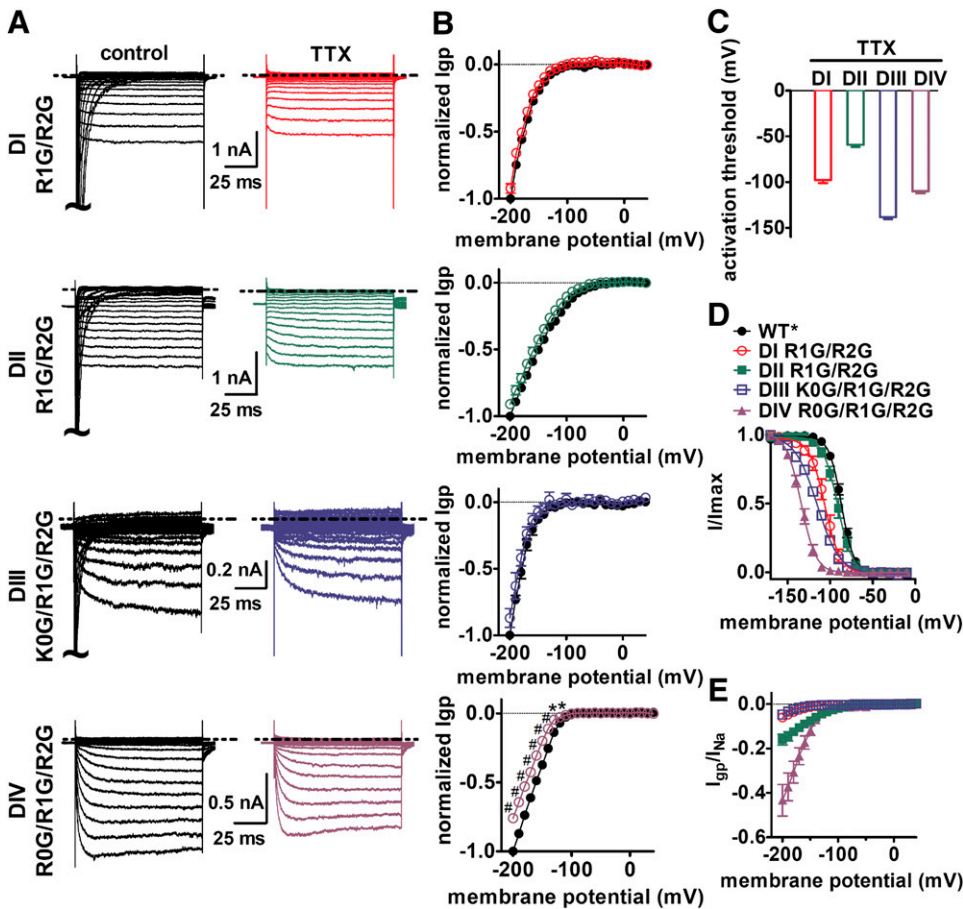 A
control
TTX
DI
R1G/R2G
1 nA
25 ms
DII
R1G/R2G
1 nA
25 ms
DIII
K0G/R1G/R2G
0.2 nA
25 ms
DIV
R0G/R1G/R2G
0.5 nA
25 ms
B
normalized Igp
0.0
-0.5
-1.0
-200 -100 0
membrane potential (mV)
normalized Igp
0.0
-0.5
-1.0
-200 -100 0
membrane potential (mV)
normalized Igp
0.0
-0.5
-1.0
-200 -100 0
membrane potential (mV)
normalized Igp
0.0
-0.5
-1.0
# # # # # # # * *
-200 -100 0
membrane potential (mV)
C
TTX
DI DII DIII DIV
activation threshold (mV)
0
-50
-100
-150
D
WT*
DI R1G/R2G
DII R1G/R2G
DIII K0G/R1G/R2G
DIV R0G/R1G/R2G
I/Imax
1.0
0.5
0.0
-150 -100 -50 0
membrane potential (mV)
E
Igp/INa
0.0
-0.2
-0.4
-0.6
-200 -100 0
membrane potential (mV)